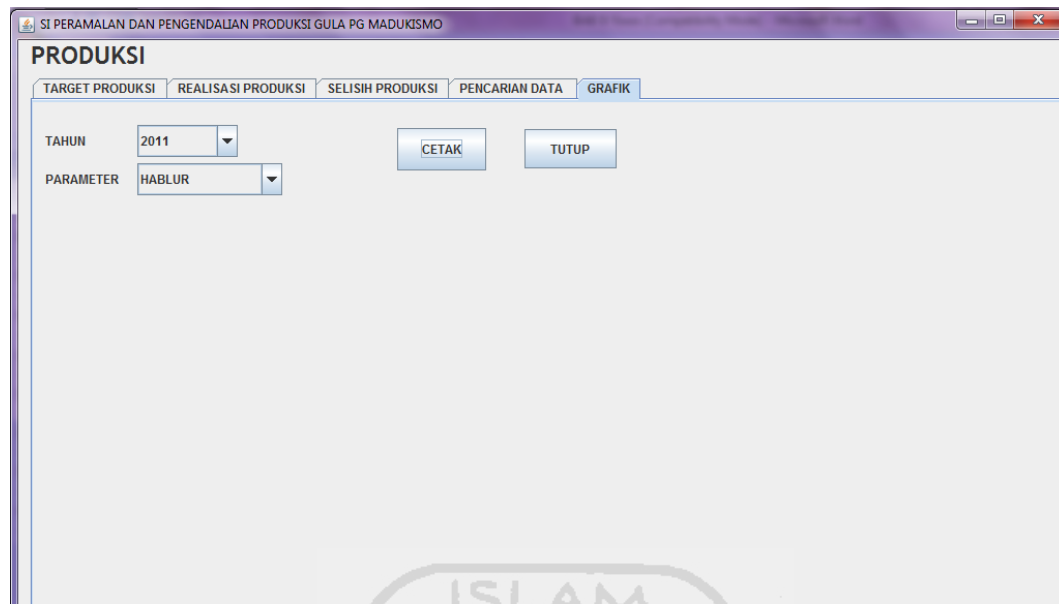 SI PERAMALAN DAN PENGENDALIAN PRODUKSI GULA PG MADUKISMO
PRODUKSI
TARGET PRODUKSI REALISASI PRODUKSI SELISIH PRODUKSI PENCARIAN DATA GRAFIK
TAHUN 2011 CETAK TUTUP
PARAMETER HABLUR
ISLAM